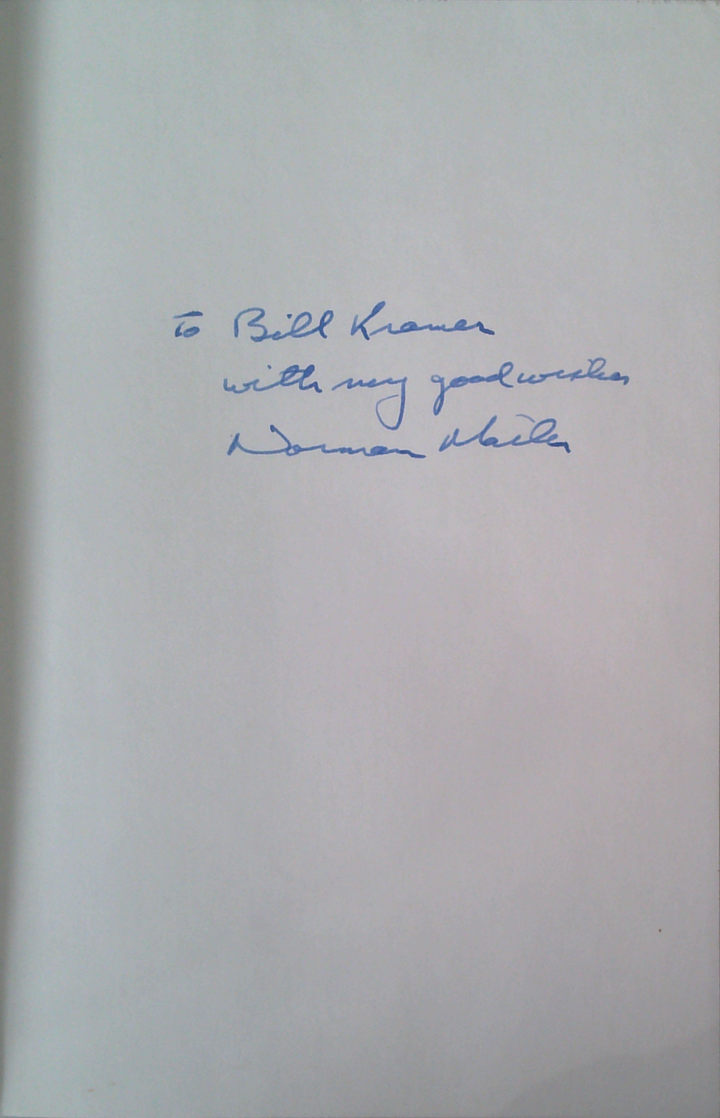 To Bill Kramer
with my good wishes
Norman Mailer